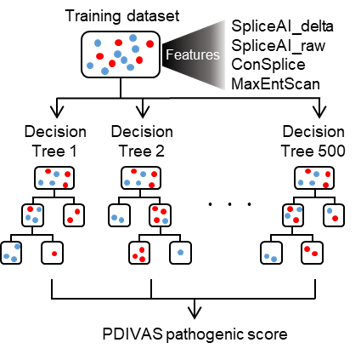 Training dataset
Features
SpliceAI_delta
SpliceAI_raw
ConSplice
MaxEntScan
Decision
Tree 1
Decision
Tree 2
Decision
Tree 500
. . .
PDIVAS pathogenic score